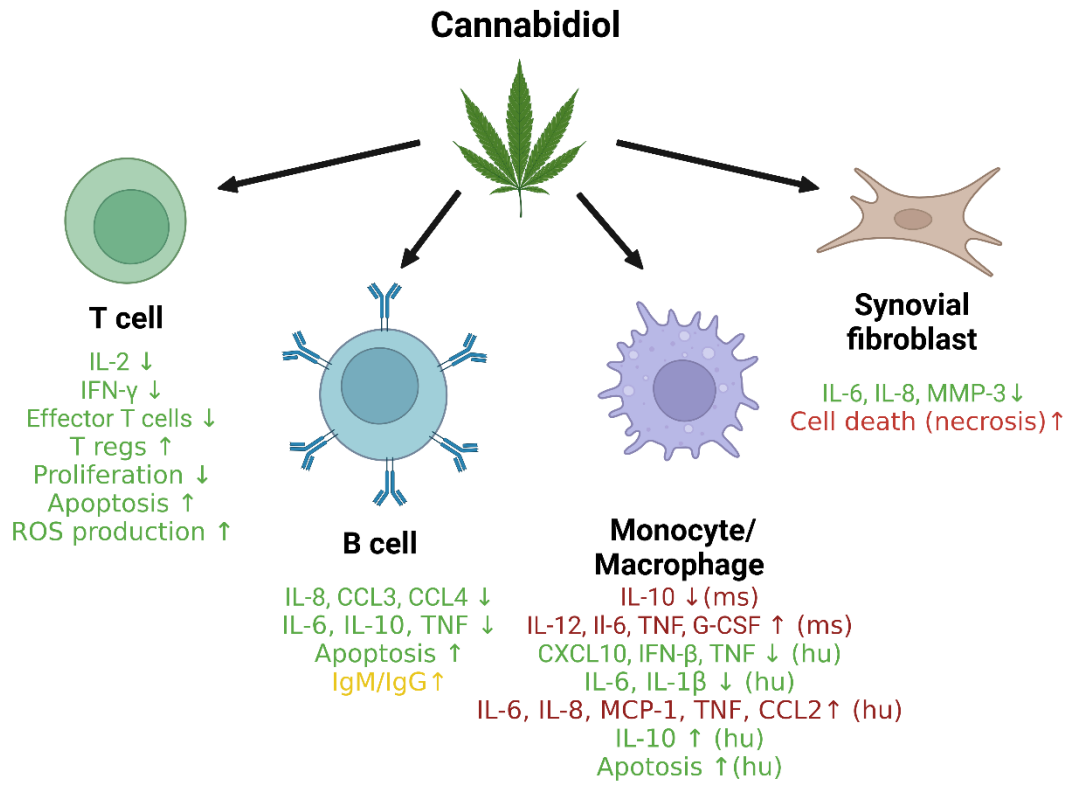 Cannabidiol
T cell
IL-2 ↓
IFN-γ ↓
Effector T cells ↓
T regs ↑
Proliferation ↓
Apoptosis ↑
ROS production ↑
B cell
IL-8, CCL3, CCL4 ↓
IL-6, IL-10, TNF ↓
Apoptosis ↑
IgM/IgG↑
Monocyte/
Macrophage
IL-10 ↓(ms)
IL-12, Il-6, TNF, G-CSF ↑ (ms)
CXCL10, IFN-β, TNF ↓ (hu)
IL-6, IL-1β ↓ (hu)
IL-6, IL-8, MCP-1, TNF, CCL2↑ (hu)
IL-10 ↑ (hu)
Apotosis ↑(hu)
Synovial
fibroblast
IL-6, IL-8, MMP-3↓
Cell death (necrosis)↑